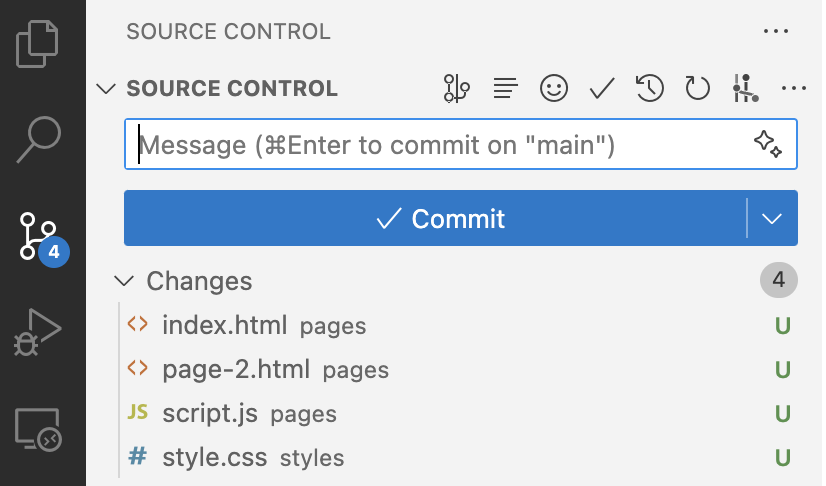 SOURCE CONTROL
SOURCE CONTROL
Message (⌘Enter to commit on "main")
Commit
4
Changes 4
index.html pages U
page-2.html pages U
JS script.js pages U
# style.css styles U